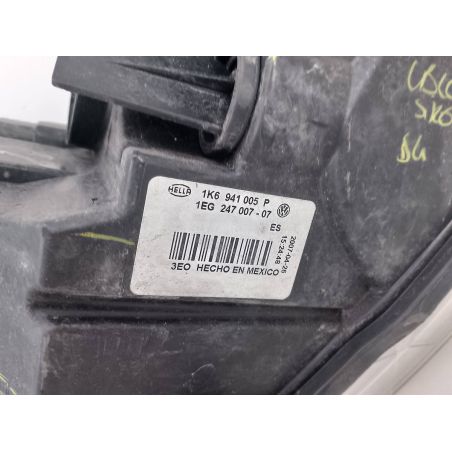 HELLA
1K6 941 005 P
1EG 247 007-07
ES
3EO HECHO EN MEXICO
2007-04-26
15:24:48